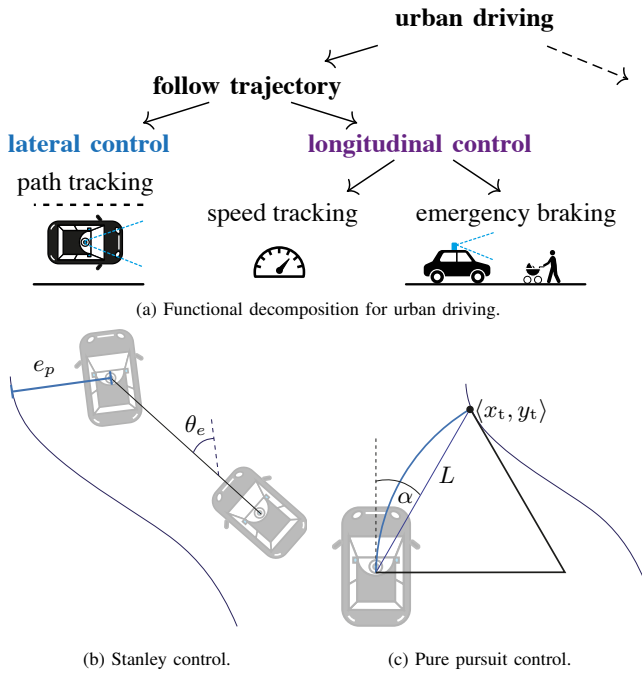 urban driving
follow trajectory
lateral control longitudinal control
path tracking
speed tracking emergency braking
(a) Functional decomposition for urban driving.
e_p
θ_e
⟨x_t, y_t⟩
L
α
(b) Stanley control. (c) Pure pursuit control.